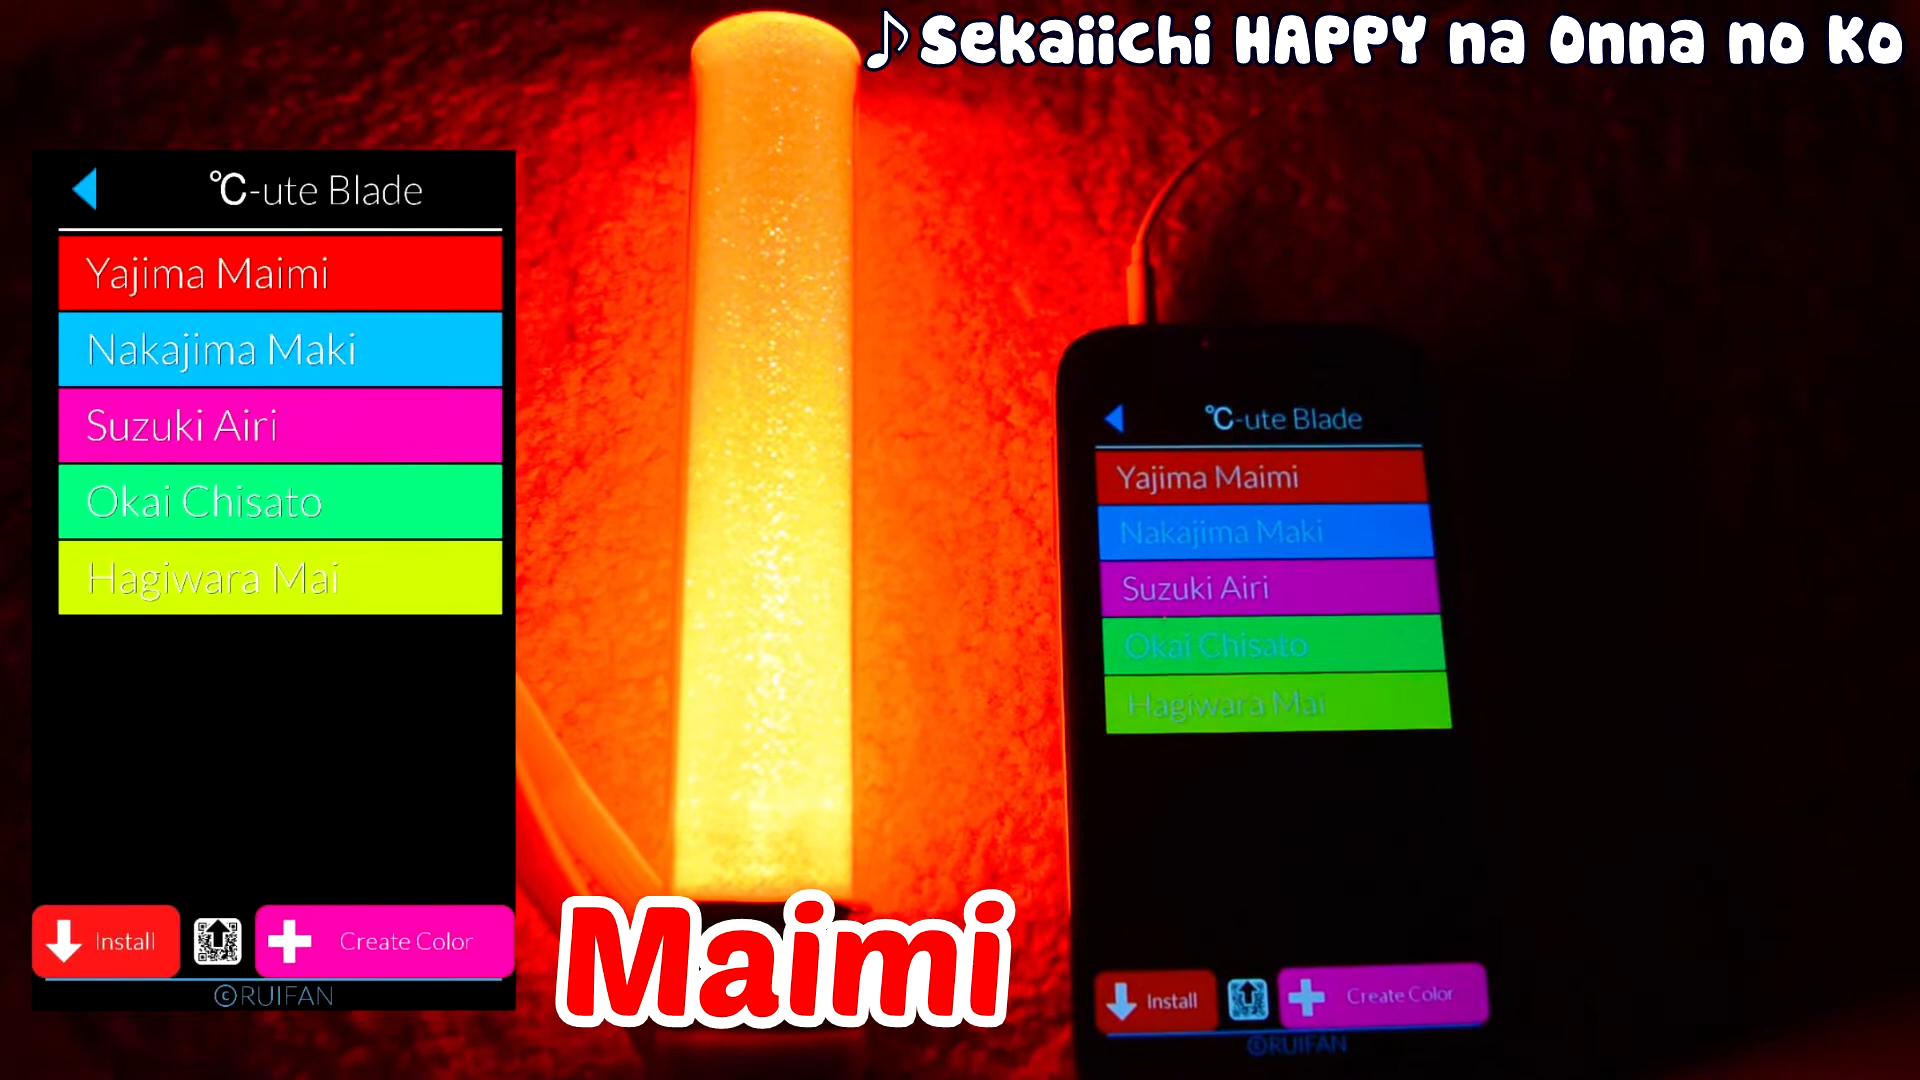 ♪Sekaiichi HAPPY na Onna no Ko
℃-ute Blade
Yajima Maimi
Nakajima Maki
Suzuki Airi
Okai Chisato
Hagiwara Mai
Install
Create Color
©RUIFAN
Maimi
℃-ute Blade
Yajima Maimi
Nakajima Maki
Suzuki Airi
Okai Chisato
Hagiwara Mai
Install
Create Color
©RUIFAN